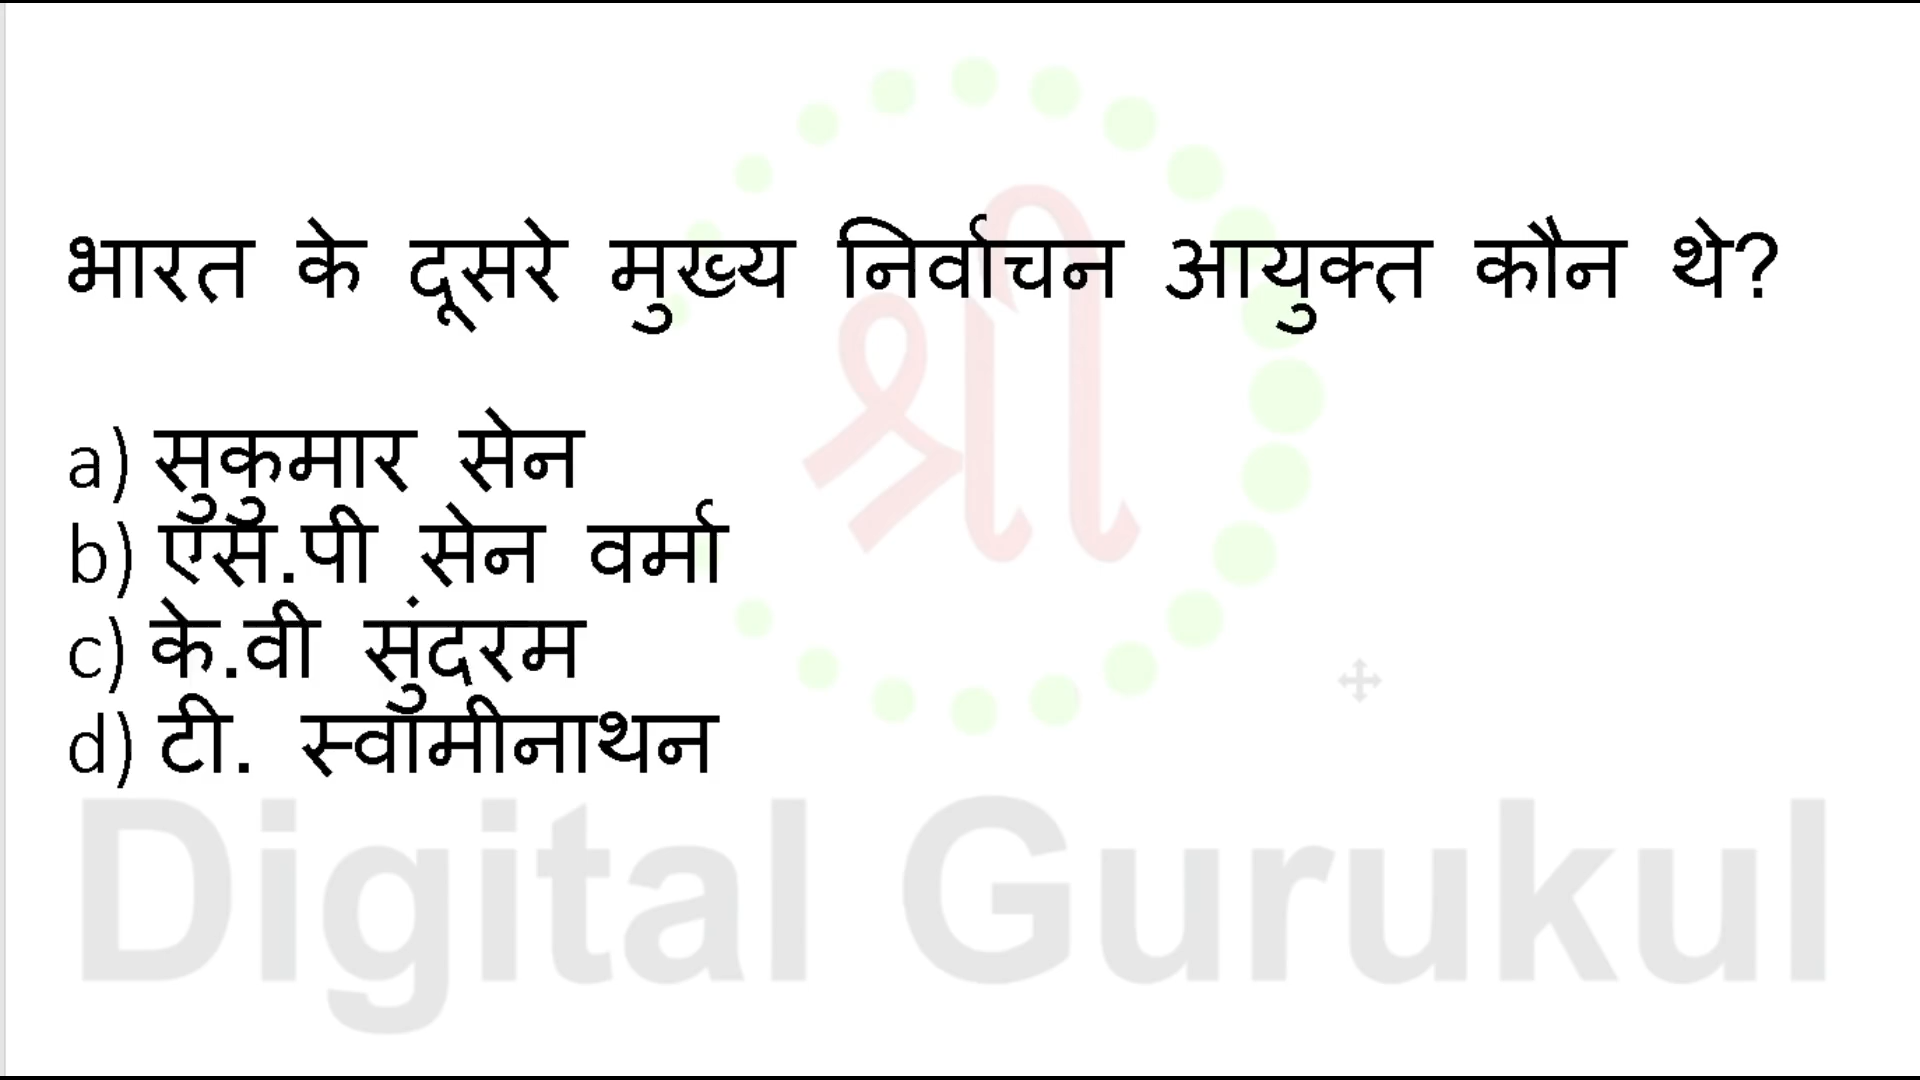 भारत के दूसरे मुख्य निर्वाचन आयुक्त कौन थे?
a) सुकुमार सेन
b) एस.पी सेन वर्मा
c) के.वी सुंदरम
d) टी. स्वामीनाथन
श्री
Digital Gurukul